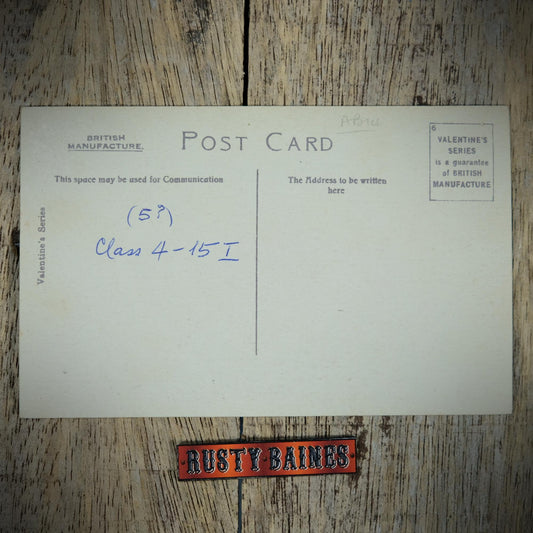 BRITISH
MANUFACTURE.
POST CARD
6
VALENTINE'S
SERIES
is a guarantee
of BRITISH
MANUFACTURE
This space may be used for Communication
The Address to be written
here
Valentine's Series
(5?)
Class 4-15 I
RUSTY-BAINES